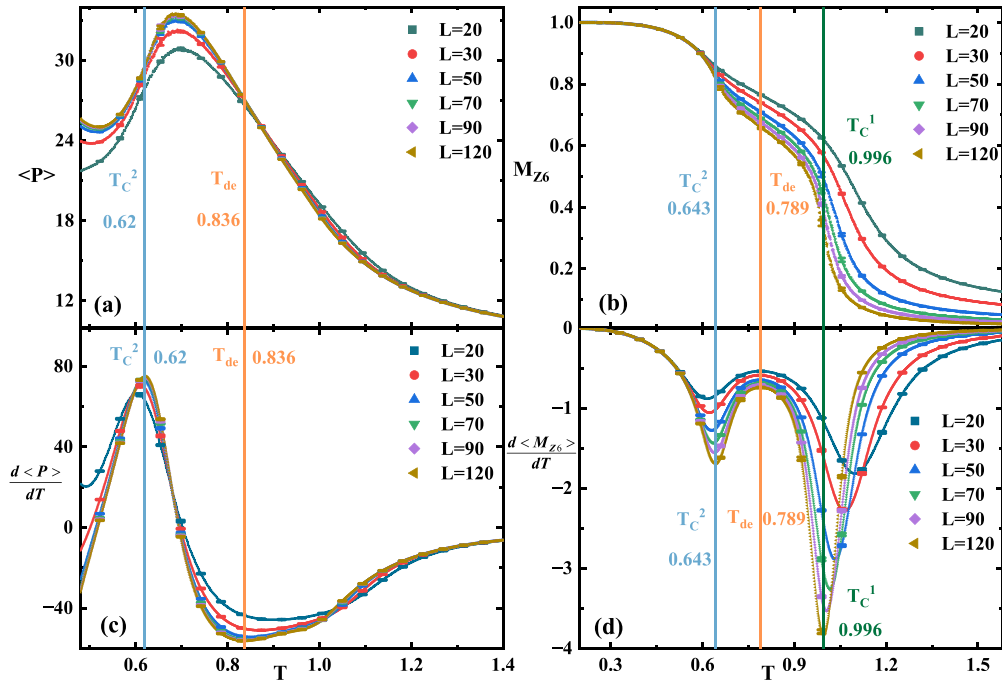 33
27
21
18
12
<P>
L=20
L=30
L=50
L=70
L=90
L=120
T_C^2
0.62
T_de
0.836
(a)
1.0
0.8
0.6
0.4
0.2
0.0
M_Z6
L=20
L=30
L=50
L=70
L=90
L=120
T_C^2
0.643
T_de
0.789
T_C^1
0.996
(b)
80
40
0
−40
d<P>
dT
T_C^2 0.62
T_de 0.836
L=20
L=30
L=50
L=70
L=90
L=120
(c)
0.6 0.8 1.0 1.2 1.4
T
0
−1
−2
−3
−4
d<M_Z6>
dT
L=20
L=30
L=50
L=70
L=90
L=120
T_C^2
0.643
T_de 0.789
T_C^1
0.996
(d)
0.3 0.6 0.9 1.2 1.5
T